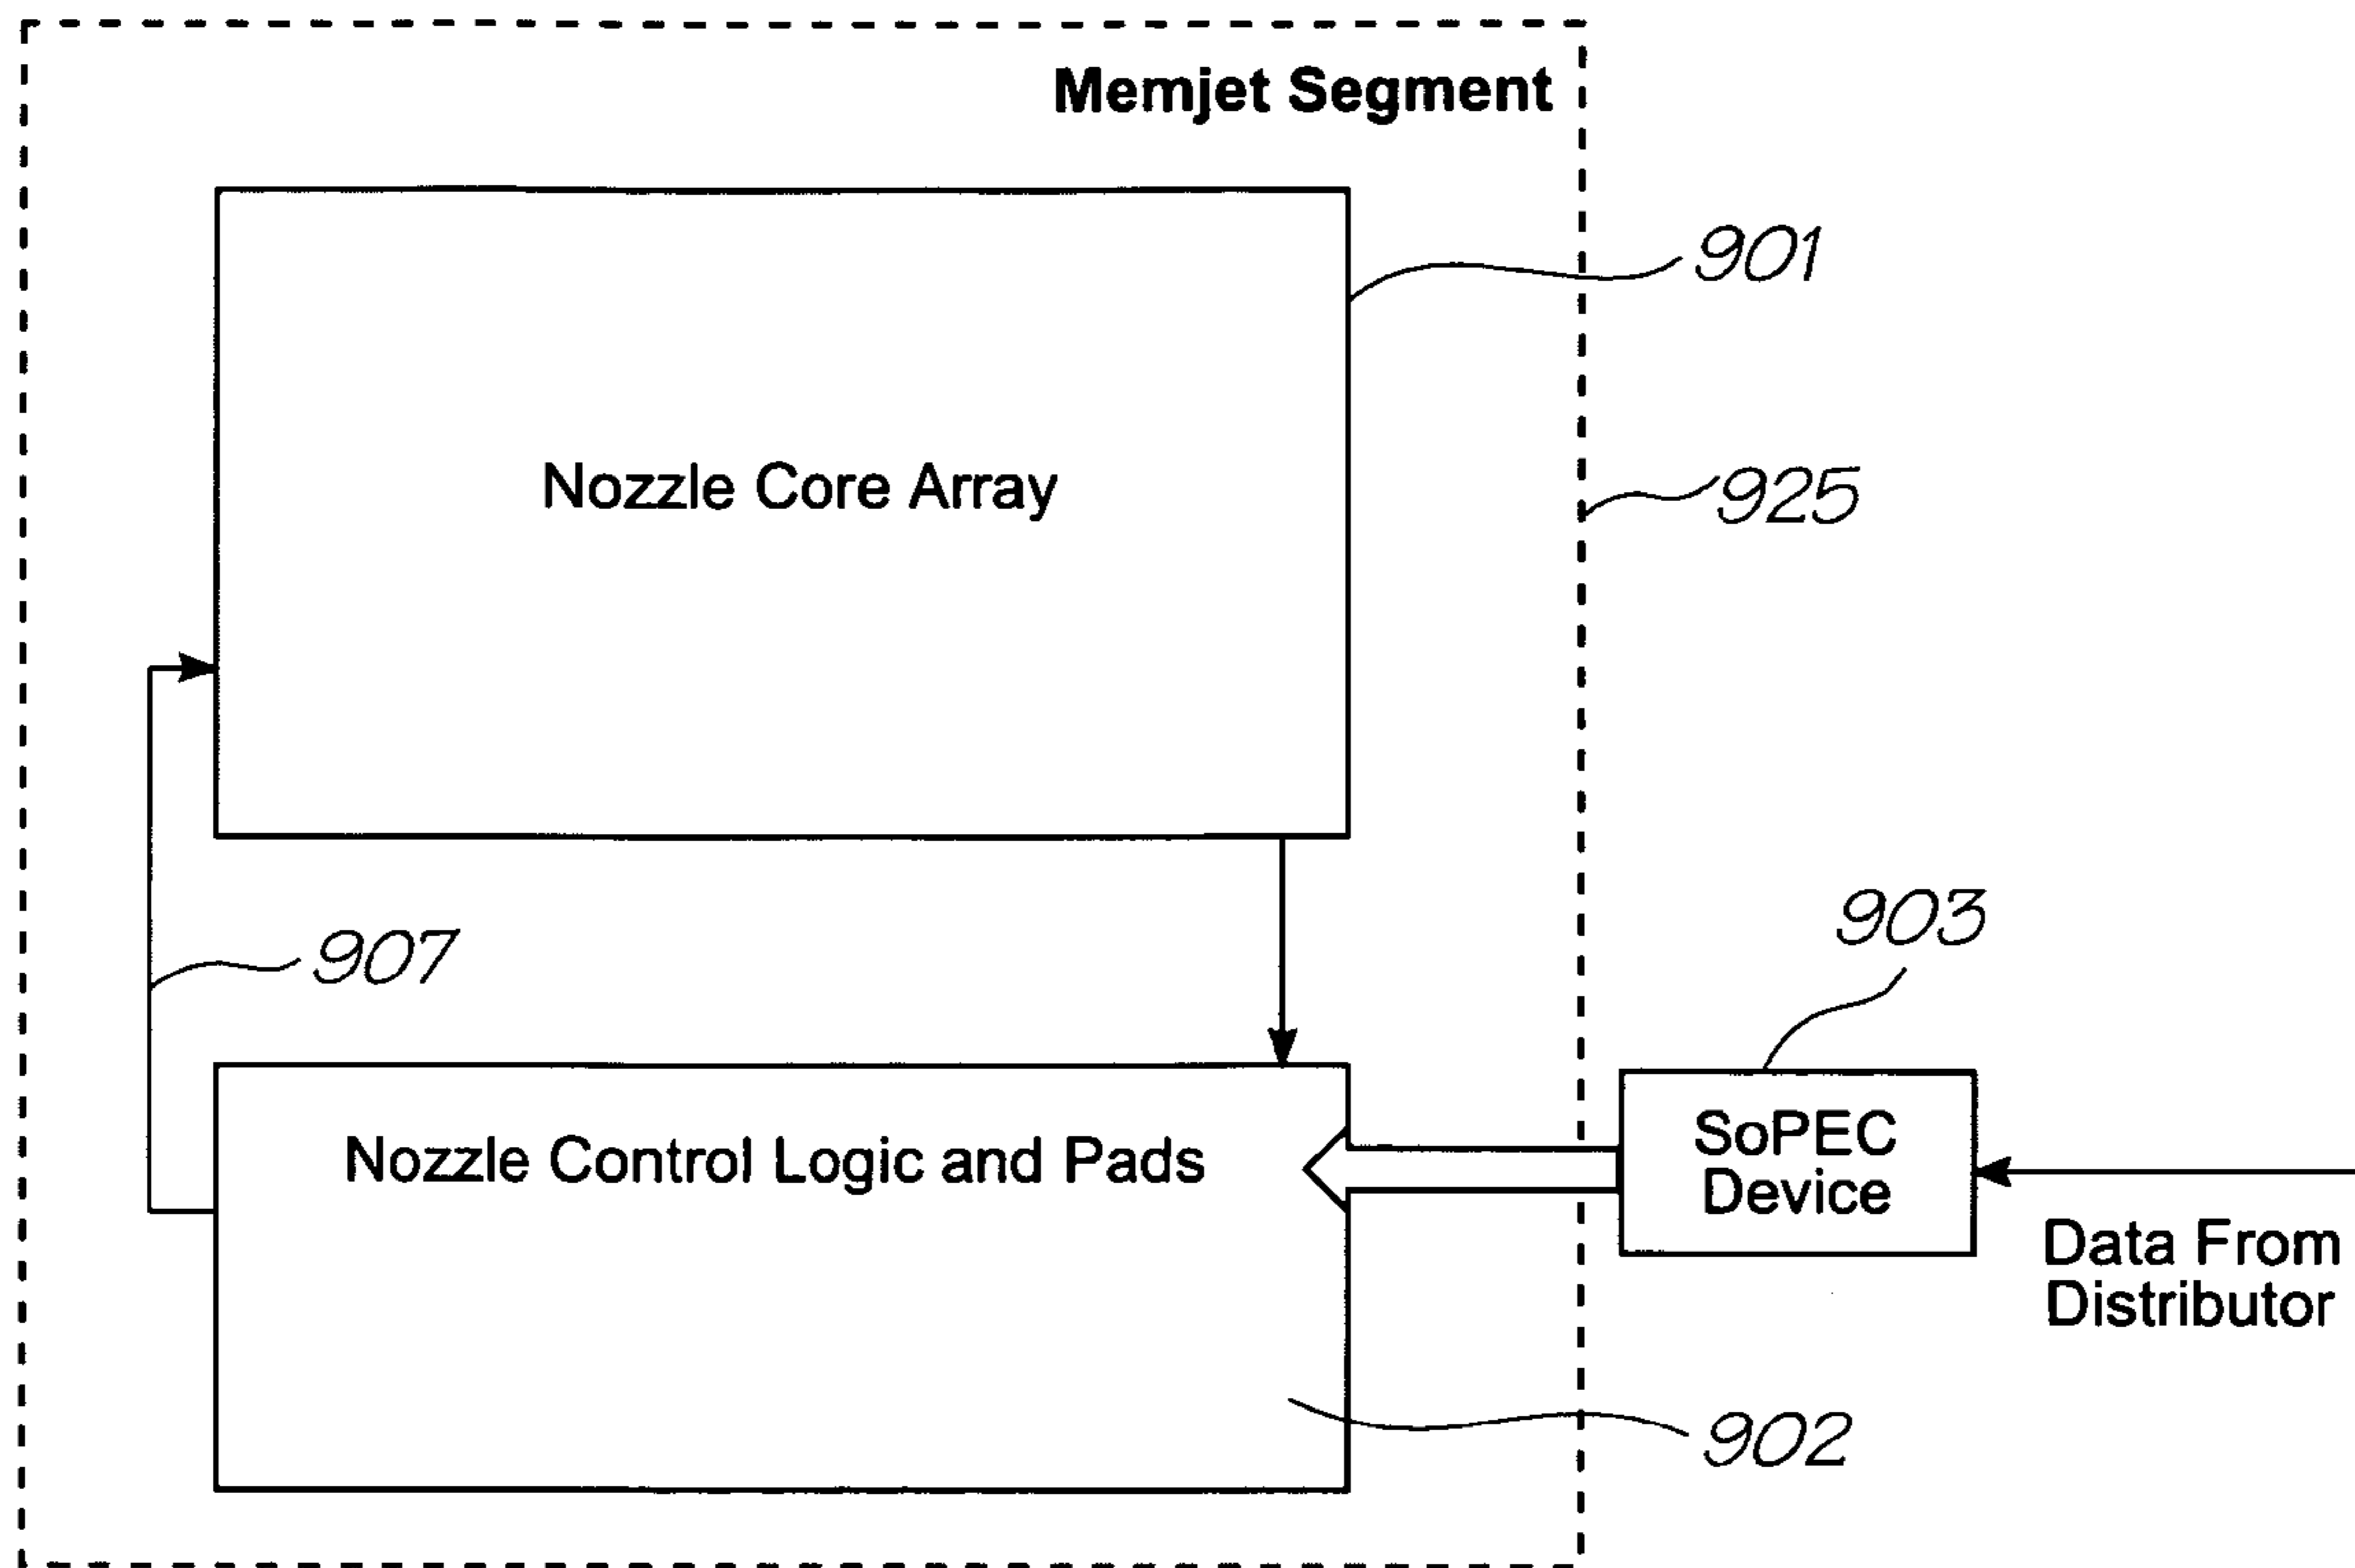 Memjet Segment
901
Nozzle Core Array
925
903
907
SoPEC
Device
Nozzle Control Logic and Pads
Data From
Distributor
902